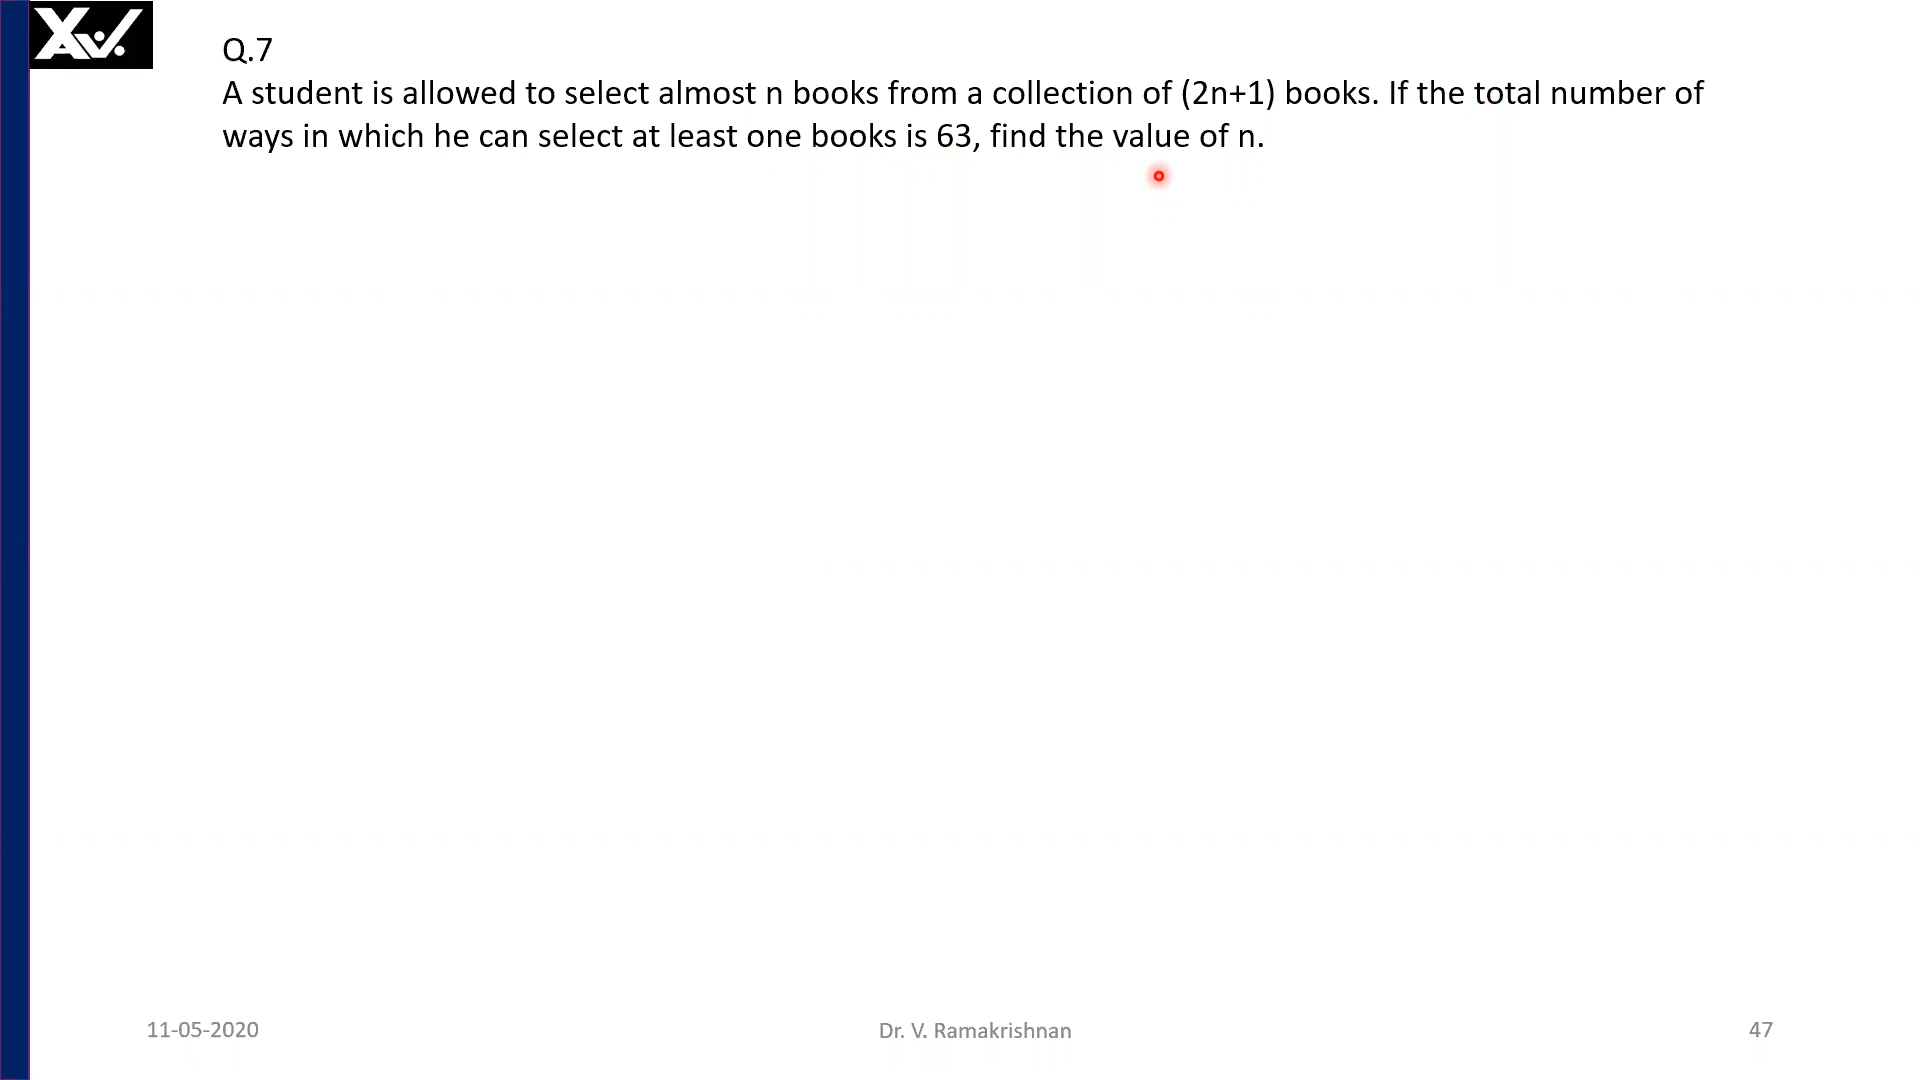 Q.7
A student is allowed to select almost n books from a collection of (2n+1) books. If the total number of
ways in which he can select at least one books is 63, find the value of n.
11-05-2020
Dr. V. Ramakrishnan
47